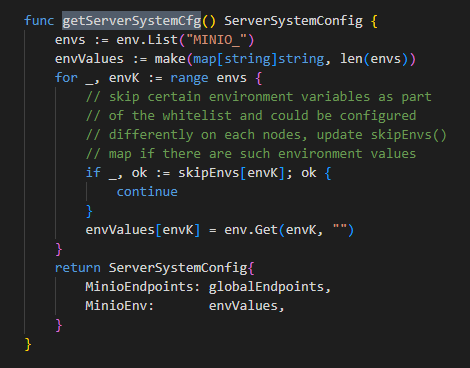 func getServerSystemCfg() ServerSystemConfig {
    envs := env.List("MINIO_")
    envValues := make(map[string]string, len(envs))
    for _, envK := range envs {
        // skip certain environment variables as part
        // of the whitelist and could be configured
        // differently on each nodes, update skipEnvs()
        // map if there are such environment values
        if _, ok := skipEnvs[envK]; ok {
            continue
        }
        envValues[envK] = env.Get(envK, "")
    }
    return ServerSystemConfig{
        MinioEndpoints: globalEndpoints,
        MinioEnv:       envValues,
    }
}